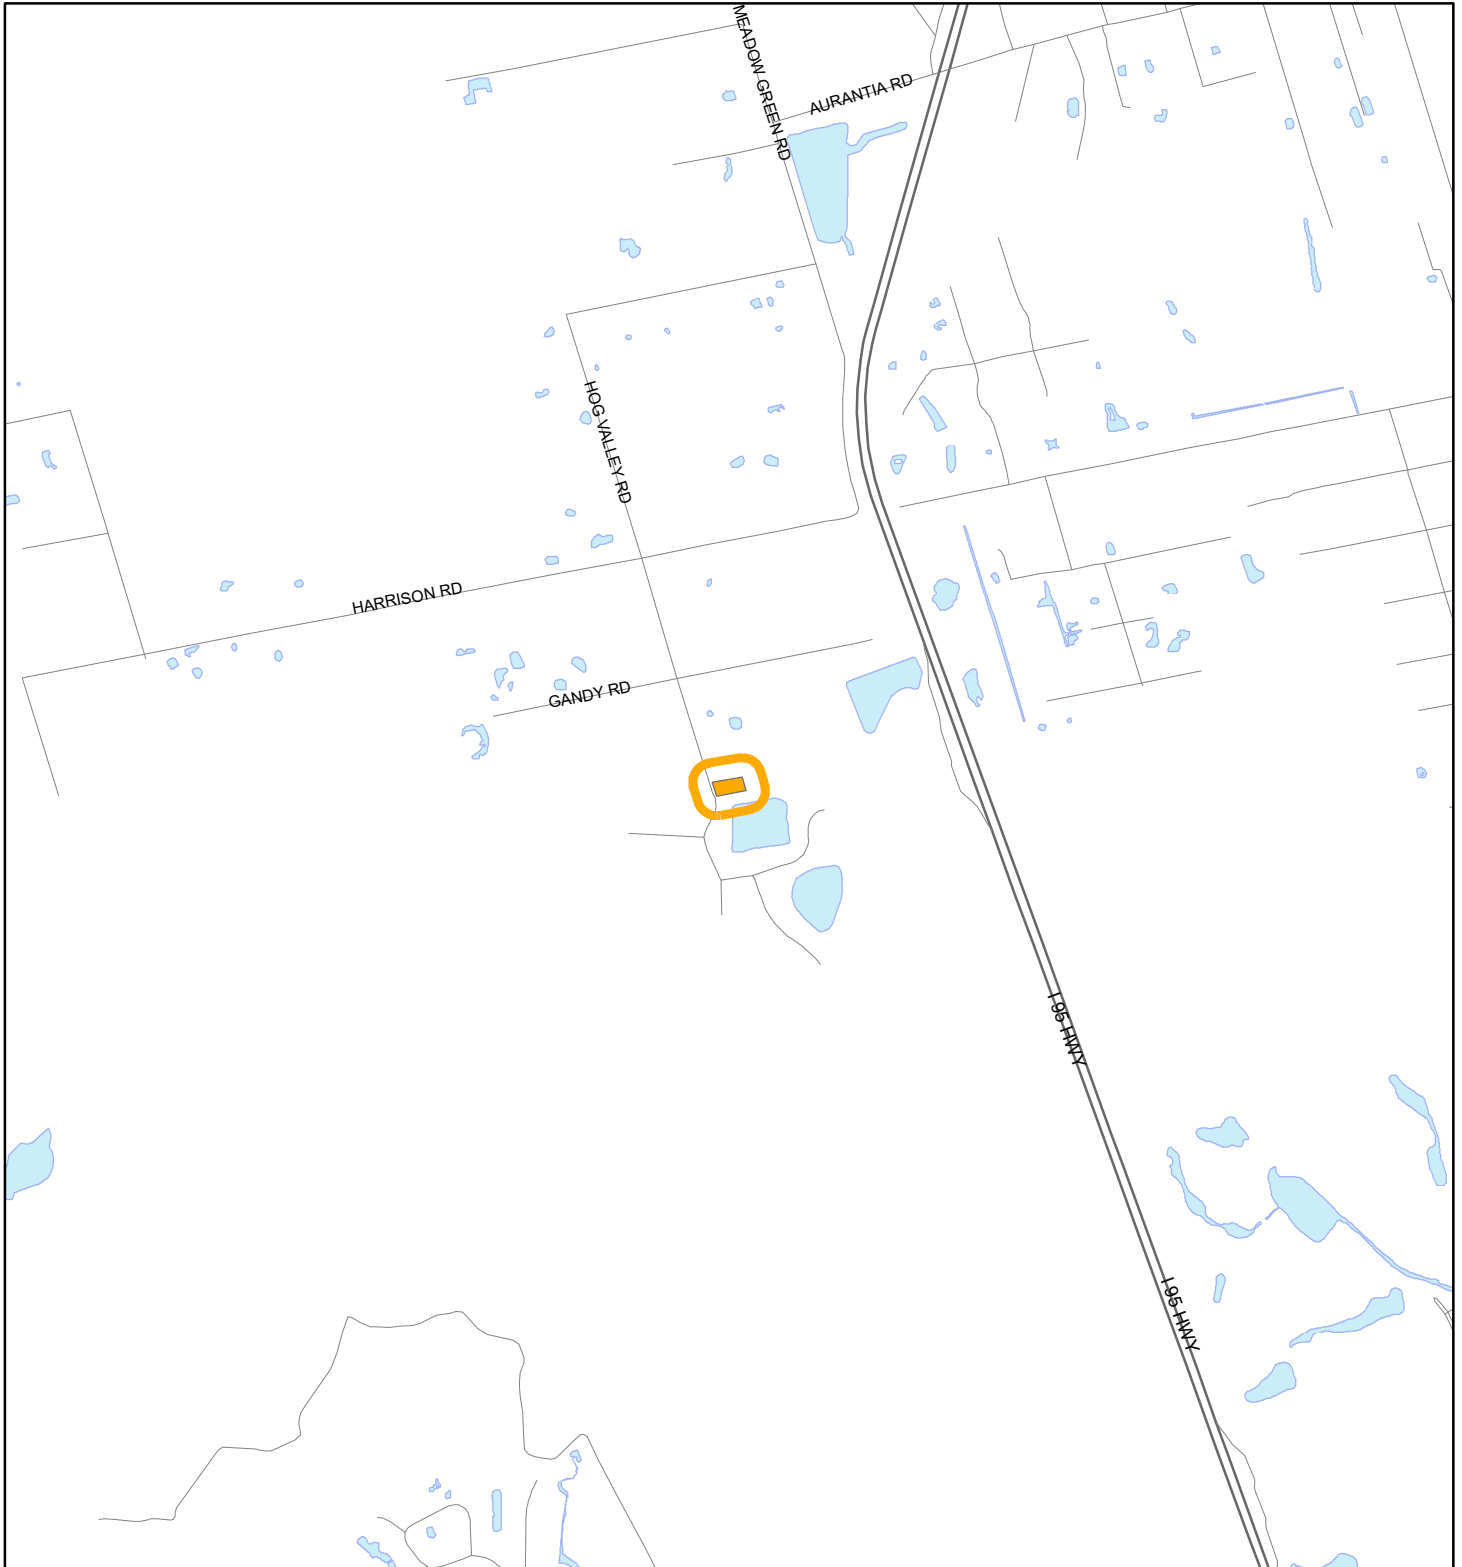 MEADOW GREEN RD
AURANTIA RD
HOG VALLEY RD
HARRISON RD
GANDY RD
I 95 HWY
I 95 HWY